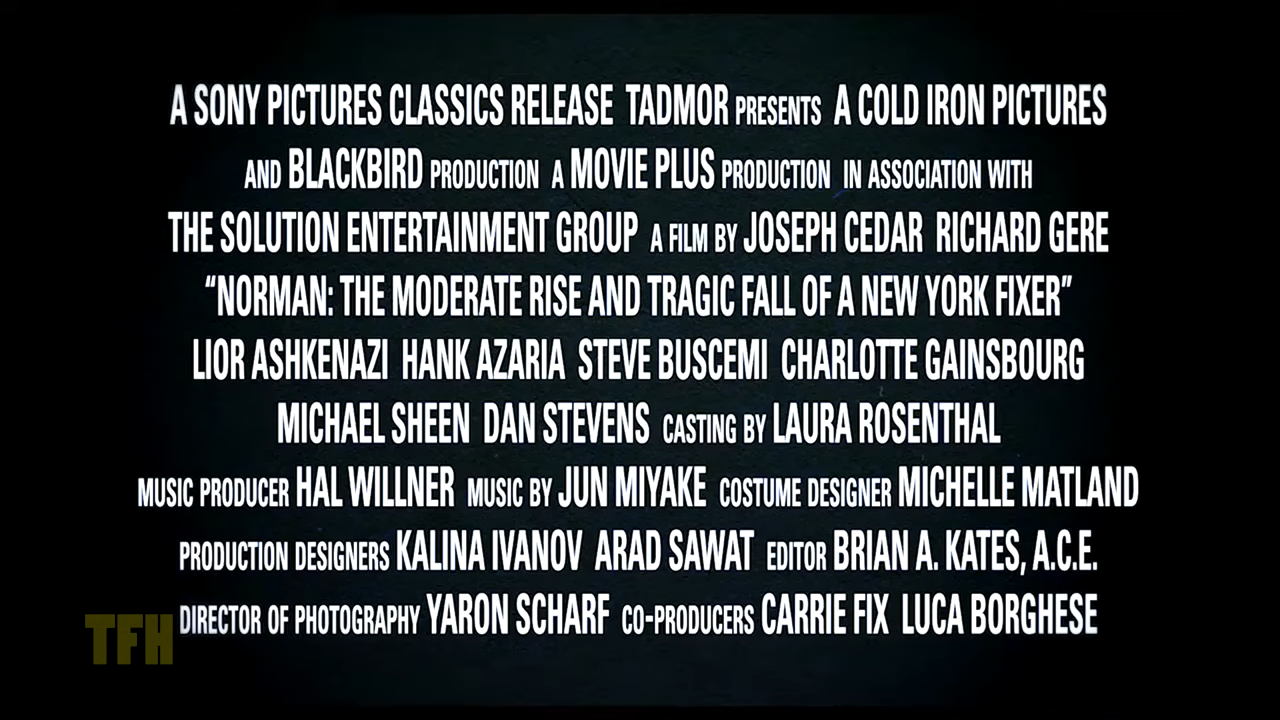 A SONY PICTURES CLASSICS RELEASE TADMOR PRESENTS A COLD IRON PICTURES
AND BLACKBIRD PRODUCTION A MOVIE PLUS PRODUCTION IN ASSOCIATION WITH
THE SOLUTION ENTERTAINMENT GROUP A FILM BY JOSEPH CEDAR RICHARD GERE
“NORMAN: THE MODERATE RISE AND TRAGIC FALL OF A NEW YORK FIXER”
LIOR ASHKENAZI HANK AZARIA STEVE BUSCEMI CHARLOTTE GAINSBOURG
MICHAEL SHEEN DAN STEVENS CASTING BY LAURA ROSENTHAL
MUSIC PRODUCER HAL WILLNER MUSIC BY JUN MIYAKE COSTUME DESIGNER MICHELLE MATLAND
PRODUCTION DESIGNERS KALINA IVANOV ARAD SAWAT EDITOR BRIAN A. KATES, A.C.E.
DIRECTOR OF PHOTOGRAPHY YARON SCHARF CO-PRODUCERS CARRIE FIX LUCA BORGHESE
TFH